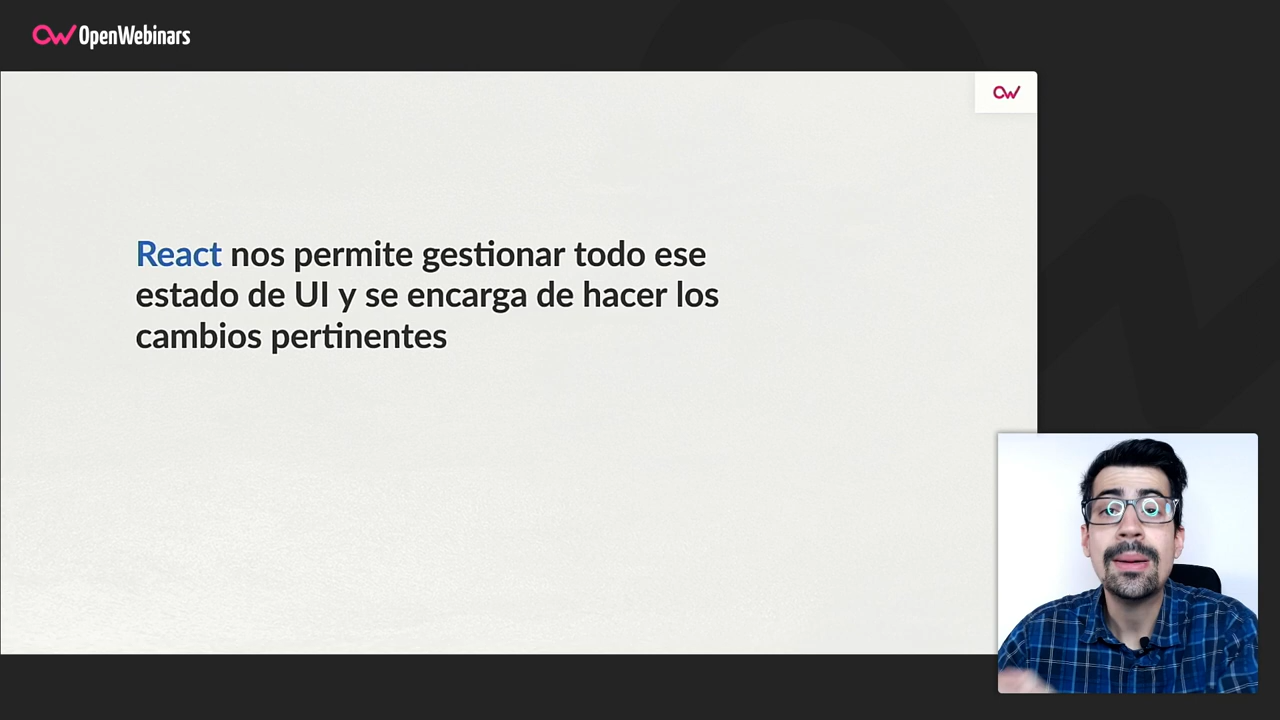 OpenWebinars
React nos permite gestionar todo ese
estado de UI y se encarga de hacer los
cambios pertinentes